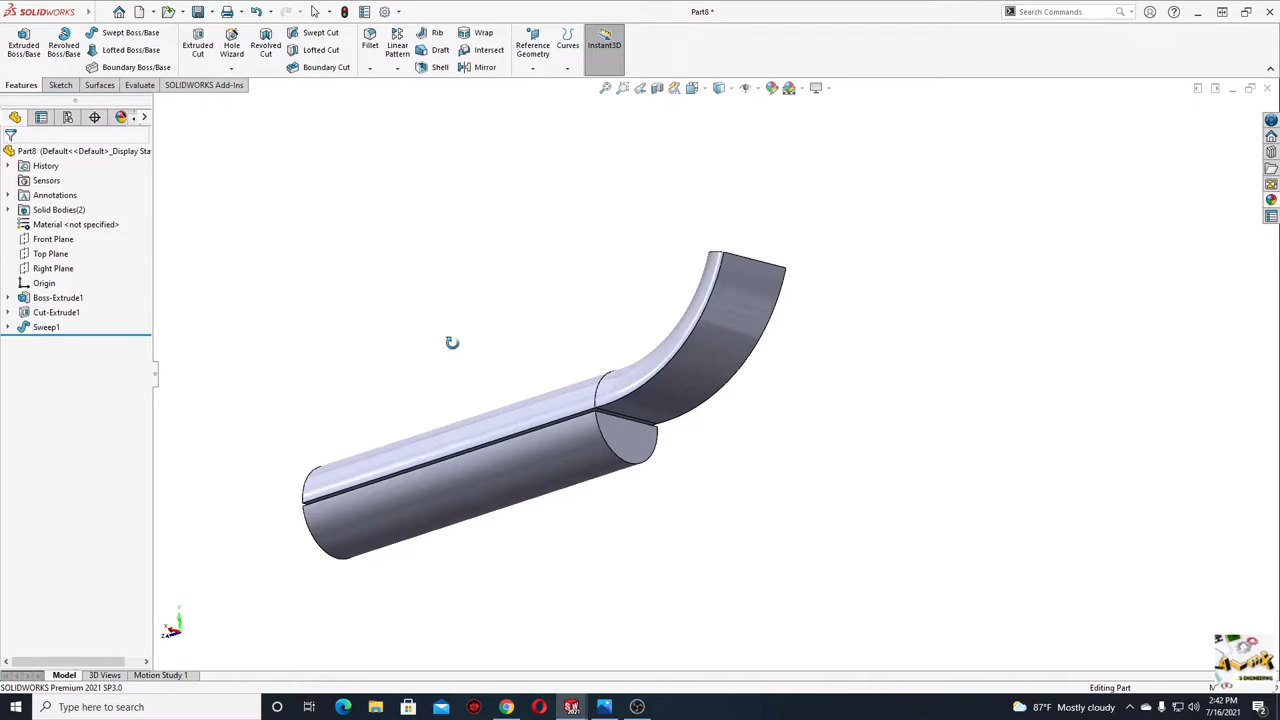 SOLIDWORKS
Part8 *
Search Commands
Extruded Boss/Base
Revolved Boss/Base
Swept Boss/Base
Lofted Boss/Base
Boundary Boss/Base
Extruded Cut
Hole Wizard
Revolved Cut
Swept Cut
Lofted Cut
Boundary Cut
Fillet
Linear Pattern
Rib
Draft
Shell
Wrap
Intersect
Mirror
Reference Geometry
Curves
Instant3D
Features
Sketch
Surfaces
Evaluate
SOLIDWORKS Add-Ins
Part8 (Default<<Default>_Display Sta
History
Sensors
Annotations
Solid Bodies(2)
Material <not specified>
Front Plane
Top Plane
Right Plane
Origin
Boss-Extrude1
Cut-Extrude1
Sweep1
Model
3D Views
Motion Study 1
SOLIDWORKS Premium 2021 SP3.0
Editing Part
Type here to search
87°F Mostly cloudy
2:42 PM
7/16/2021